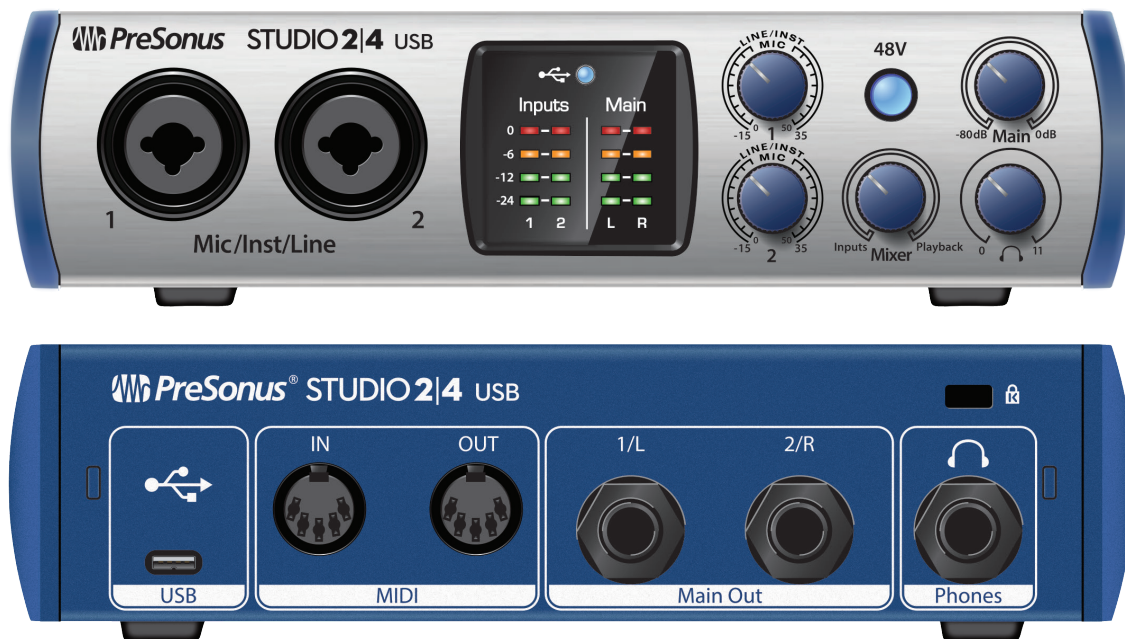 PreSonus STUDIO 2|4 USB
1
2
Mic/Inst/Line
Inputs Main
0
-6
-12
-24
1 2 L R
LINE/INST
MIC
-15 0 50 35
1
LINE/INST
MIC
-15 0 50 35
2
48V
-80dB Main 0dB
Inputs Mixer Playback
0 11
PreSonus® STUDIO 2|4 USB
K
IN OUT 1/L 2/R
USB MIDI Main Out Phones